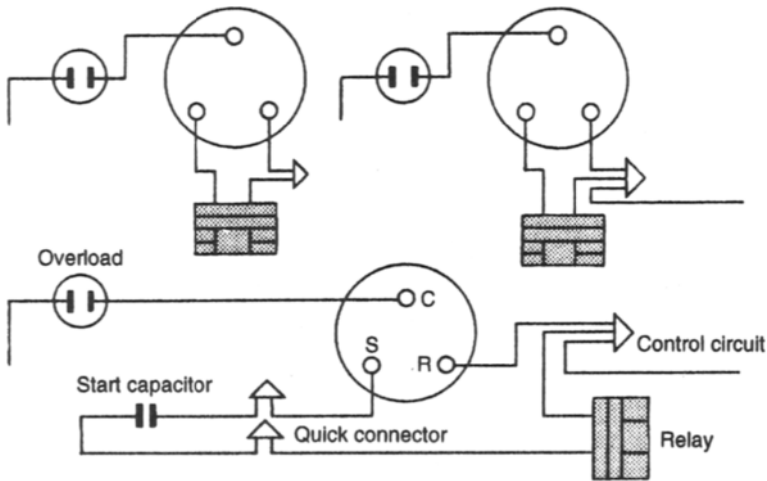 Overload
C
S
R
Control circuit
Start capacitor
Quick connector
Relay